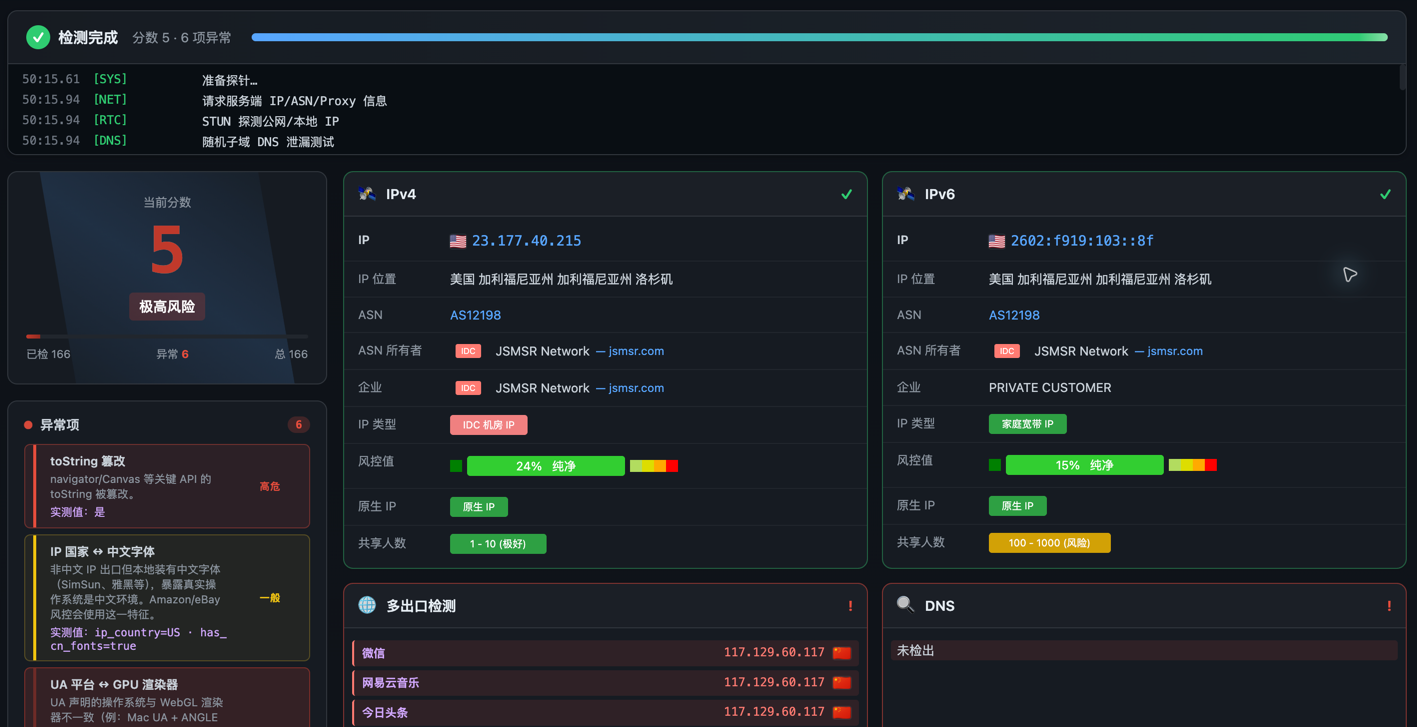 检测完成 分数 5 · 6 项异常
50:15.61 [SYS] 准备探针…
50:15.94 [NET] 请求服务端 IP/ASN/Proxy 信息
50:15.94 [RTC] STUN 探测公网/本地 IP
50:15.94 [DNS] 随机子域 DNS 泄漏测试
当前分数
5
极高风险
已检 166 异常 6 总 166
异常项 6
toString 篡改
navigator/Canvas 等关键 API 的
toString 被篡改。
高危
实测值：是
IP 国家 ↔ 中文字体
非中文 IP 出口但本地装有中文字体
（SimSun、雅黑等），暴露真实操
作系统是中文环境。Amazon/eBay
风控会使用这一特征。
一般
实测值：ip_country=US · has_
cn_fonts=true
UA 平台 ↔ GPU 渲染器
UA 声明的操作系统与 WebGL 渲染
器不一致（例：Mac UA + ANGLE
IPv4
IP 23.177.40.215
IP 位置 美国 加利福尼亚州 加利福尼亚州 洛杉矶
ASN AS12198
ASN 所有者 IDC JSMSR Network — jsmsr.com
企业 IDC JSMSR Network — jsmsr.com
IP 类型 IDC 机房 IP
风控值 24% 纯净
原生 IP 原生 IP
共享人数 1 - 10 (极好)
IPv6
IP 2602:f919:103::8f
IP 位置 美国 加利福尼亚州 加利福尼亚州 洛杉矶
ASN AS12198
ASN 所有者 IDC JSMSR Network — jsmsr.com
企业 PRIVATE CUSTOMER
IP 类型 家庭宽带 IP
风控值 15% 纯净
原生 IP 原生 IP
共享人数 100 - 1000 (风险)
多出口检测 !
微信 117.129.60.117
网易云音乐 117.129.60.117
今日头条 117.129.60.117
DNS !
未检出